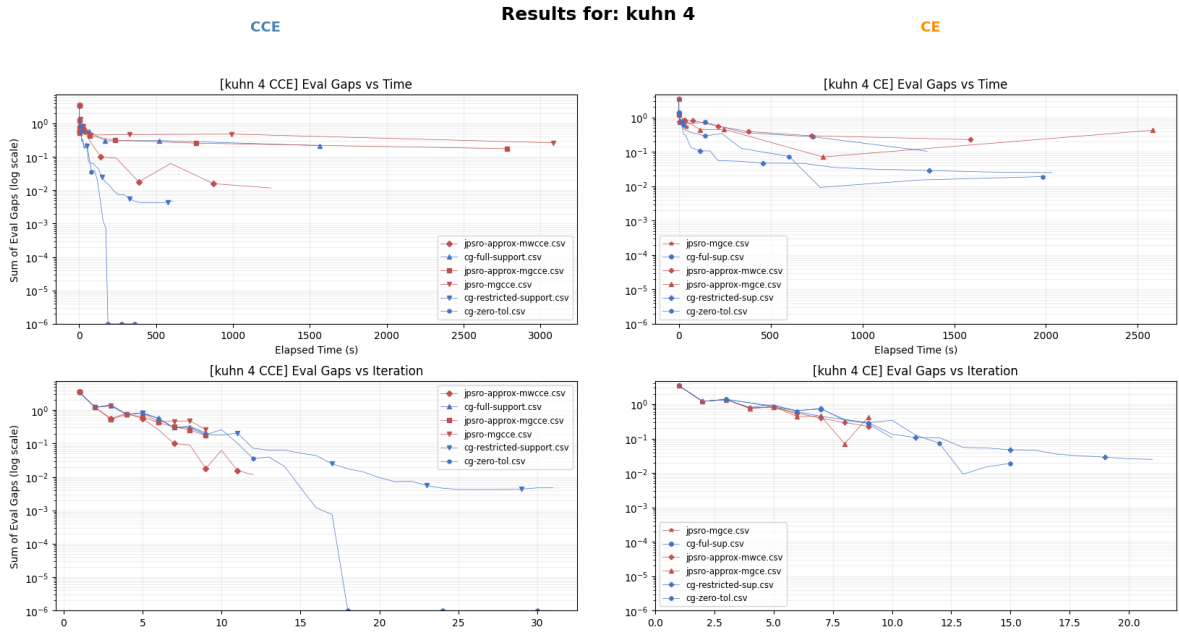 Results for: kuhn 4
CCE
CE
[kuhn 4 CCE] Eval Gaps vs Time
Sum of Eval Gaps (log scale)
10^0
10^-1
10^-2
10^-3
10^-4
10^-5
10^-6
jpsro-approx-mwcce.csv
cg-full-support.csv
jpsro-approx-mgcce.csv
jpsro-mgcce.csv
cg-restricted-support.csv
cg-zero-tol.csv
0 500 1000 1500 2000 2500 3000
Elapsed Time (s)
[kuhn 4 CE] Eval Gaps vs Time
10^0
10^-1
10^-2
10^-3
10^-4
10^-5
10^-6
jpsro-mgce.csv
cg-ful-sup.csv
jpsro-approx-mwce.csv
jpsro-approx-mgce.csv
cg-restricted-sup.csv
cg-zero-tol.csv
0 500 1000 1500 2000 2500
Elapsed Time (s)
[kuhn 4 CCE] Eval Gaps vs Iteration
Sum of Eval Gaps (log scale)
10^0
10^-1
10^-2
10^-3
10^-4
10^-5
10^-6
jpsro-approx-mwcce.csv
cg-full-support.csv
jpsro-approx-mgcce.csv
jpsro-mgcce.csv
cg-restricted-support.csv
cg-zero-tol.csv
0 5 10 15 20 25 30
[kuhn 4 CE] Eval Gaps vs Iteration
10^0
10^-1
10^-2
10^-3
10^-4
10^-5
10^-6
jpsro-mgce.csv
cg-ful-sup.csv
jpsro-approx-mwce.csv
jpsro-approx-mgce.csv
cg-restricted-sup.csv
cg-zero-tol.csv
0.0 2.5 5.0 7.5 10.0 12.5 15.0 17.5 20.0